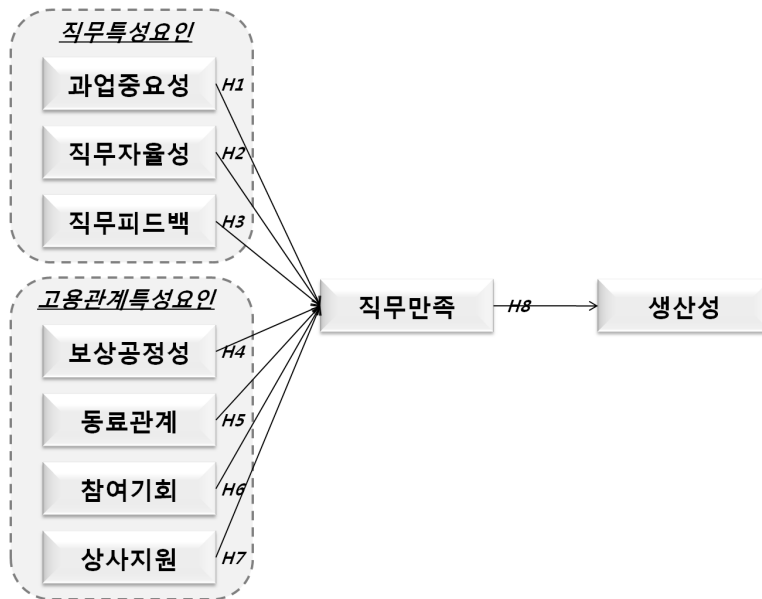 직무특성요인
과업중요성
H1
직무자율성
H2
직무피드백
H3
고용관계특성요인
보상공정성
H4
동료관계
H5
참여기회
H6
상사지원
H7
직무만족
H8
생산성